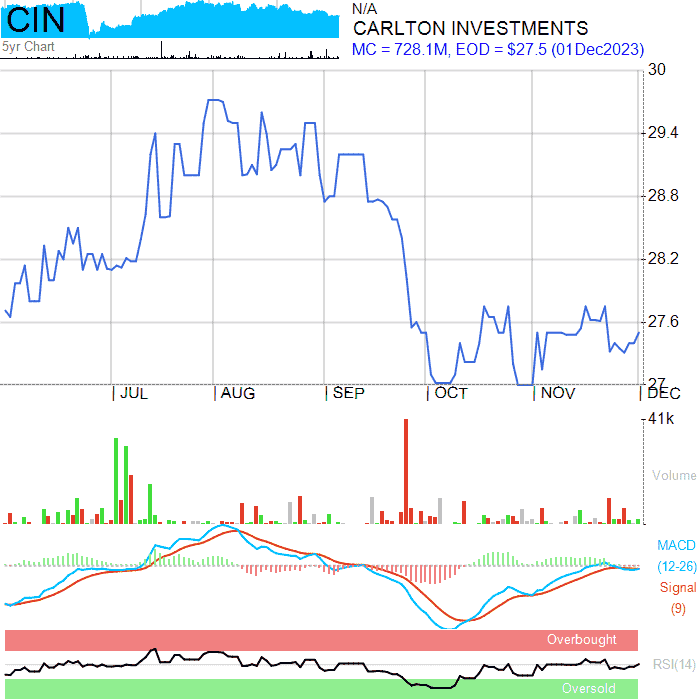 CIN
N/A
CARLTON INVESTMENTS
5yr Chart
MC = 728.1M, EOD = $27.5 (01Dec2023)
30
29.4
28.8
28.2
27.6
27
JUL AUG SEP OCT NOV DEC
41k
Volume
MACD
(12-26)
Signal
(9)
Overbought
RSI(14)
Oversold